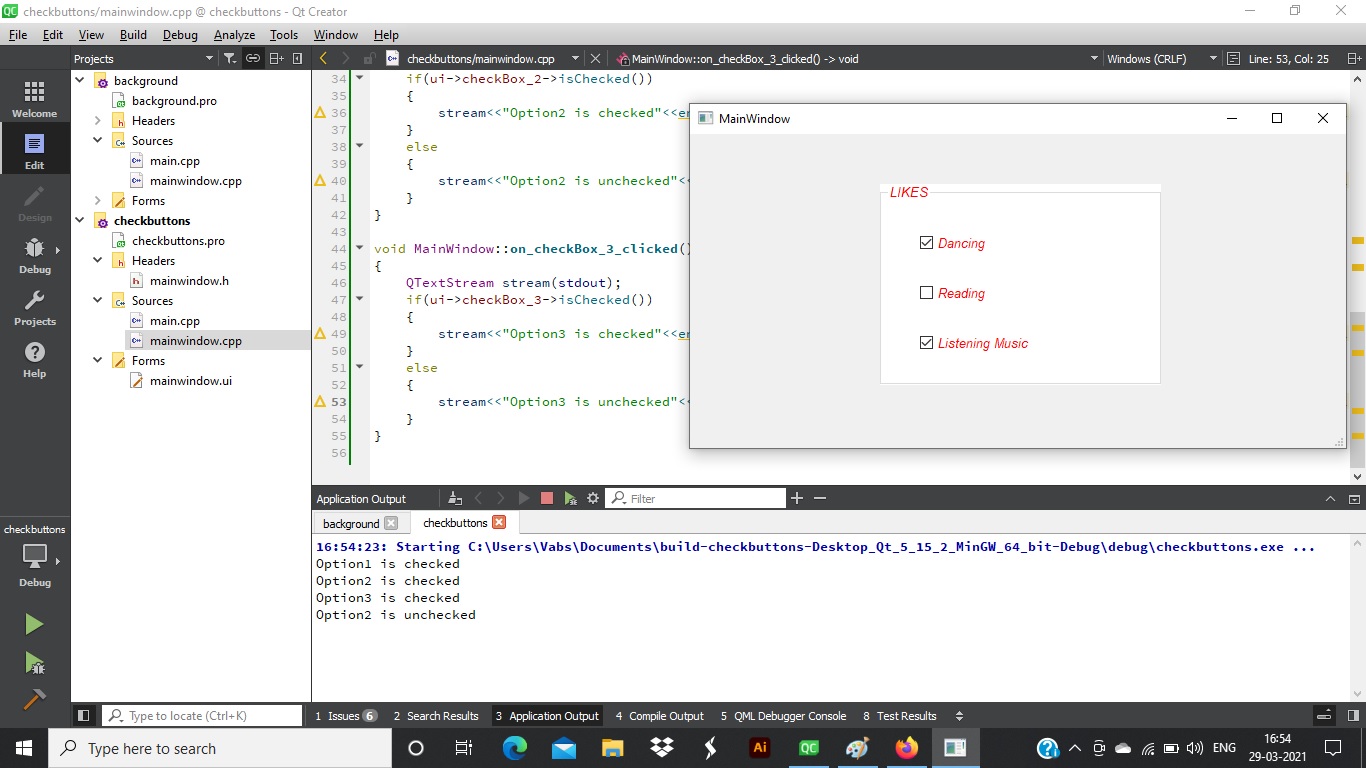 checkbuttons/mainwindow.cpp @ checkbuttons - Qt Creator
File Edit View Build Debug Analyze Tools Window Help
Projects
checkbuttons/mainwindow.cpp
MainWindow::on_checkBox_3_clicked() -> void
Windows (CRLF)
Line: 53, Col: 25
Welcome
Edit
Design
Debug
Projects
Help
checkbuttons
Debug
background
background.pro
Headers
Sources
main.cpp
mainwindow.cpp
Forms
checkbuttons
checkbuttons.pro
Headers
mainwindow.h
Sources
main.cpp
mainwindow.cpp
Forms
mainwindow.ui
34 if(ui->checkBox_2->isChecked())
35 {
36 stream<<"Option2 is checked"<<en
37 }
38 else
39 {
40 stream<<"Option2 is unchecked"<<
41 }
42 }
43
44 void MainWindow::on_checkBox_3_clicked()
45 {
46 QTextStream stream(stdout);
47 if(ui->checkBox_3->isChecked())
48 {
49 stream<<"Option3 is checked"<<en
50 }
51 else
52 {
53 stream<<"Option3 is unchecked"<<
54 }
55 }
56
MainWindow
LIKES
Dancing
Reading
Listening Music
Application Output
Filter
background
checkbuttons
16:54:23: Starting C:\Users\Vabs\Documents\build-checkbuttons-Desktop_Qt_5_15_2_MinGW_64_bit-Debug\debug\checkbuttons.exe ...
Option1 is checked
Option2 is checked
Option3 is checked
Option2 is unchecked
Type to locate (Ctrl+K)
1 Issues 6 2 Search Results 3 Application Output 4 Compile Output 5 QML Debugger Console 8 Test Results
Type here to search
Ai
QC
ENG
16:54
29-03-2021